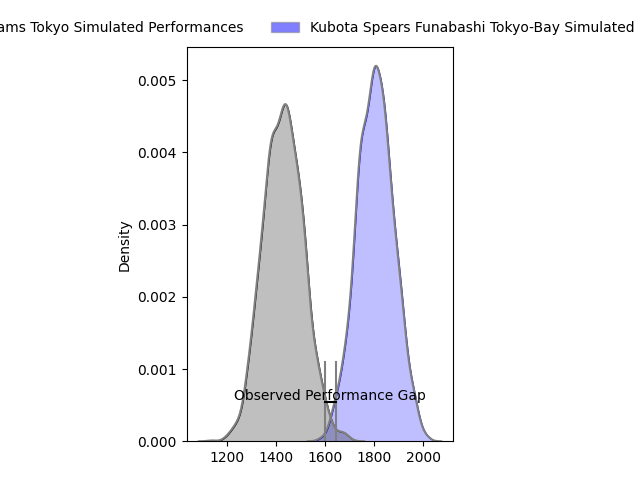 ams Tokyo Simulated Performances Kubota Spears Funabashi Tokyo-Bay Simulated
0.005
0.004
0.003
0.002
0.001
0.000
Density
Observed Performance Gap
1200 1400 1600 1800 2000